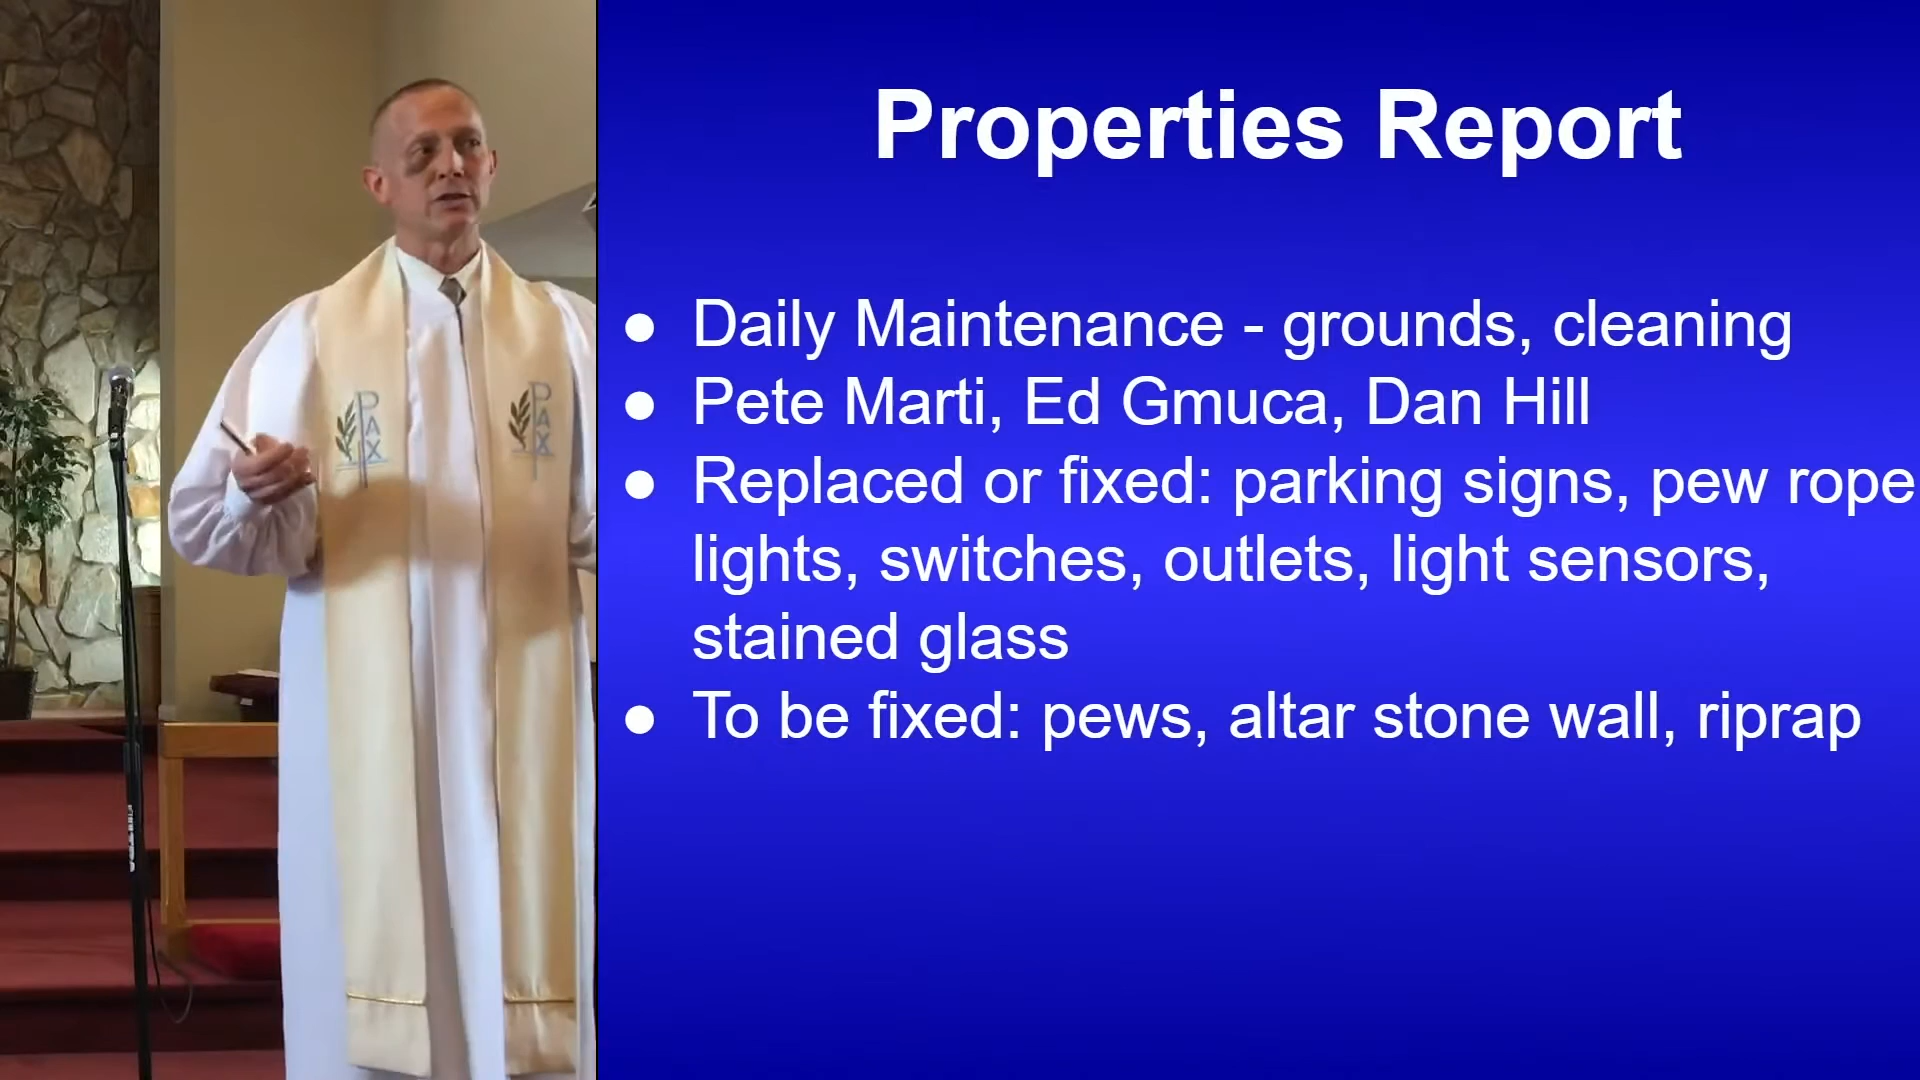 Properties Report
● Daily Maintenance - grounds, cleaning
● Pete Marti, Ed Gmuca, Dan Hill
● Replaced or fixed: parking signs, pew rope
lights, switches, outlets, light sensors,
stained glass
● To be fixed: pews, altar stone wall, riprap
PAX
PAX